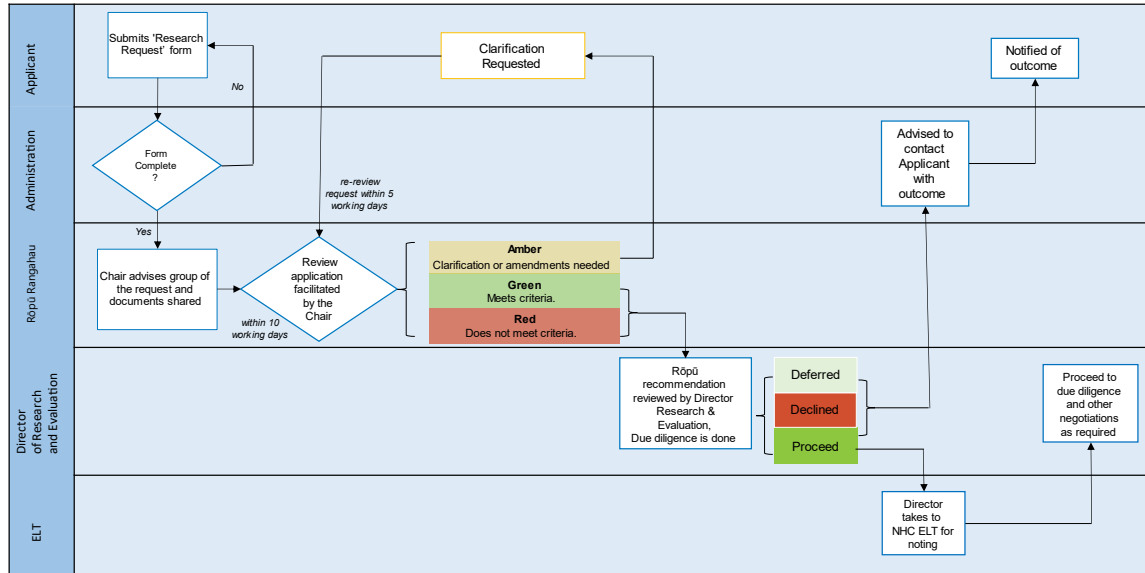 Applicant
Submits 'Research
Request' form
No
Clarification
Requested
Notified of
outcome
Administration
Form
Complete
?
Yes
re-review
request within 5
working days
Advised to
contact
Applicant
with
outcome
Rōpū Rangahau
Chair advises group of
the request and
documents shared
within 10
working days
Review
application
facilitated
by the
Chair
Amber
Clarification or amendments needed
Green
Meets criteria.
Red
Does not meet criteria.
Director
of Research
and Evaluation
Rōpū
recommendation
reviewed by Director
Research &
Evaluation,
Due diligence is done
Deferred
Declined
Proceed
Proceed to
due diligence
and other
negotiations
as required
ELT
Director
takes to
NHC ELT for
noting